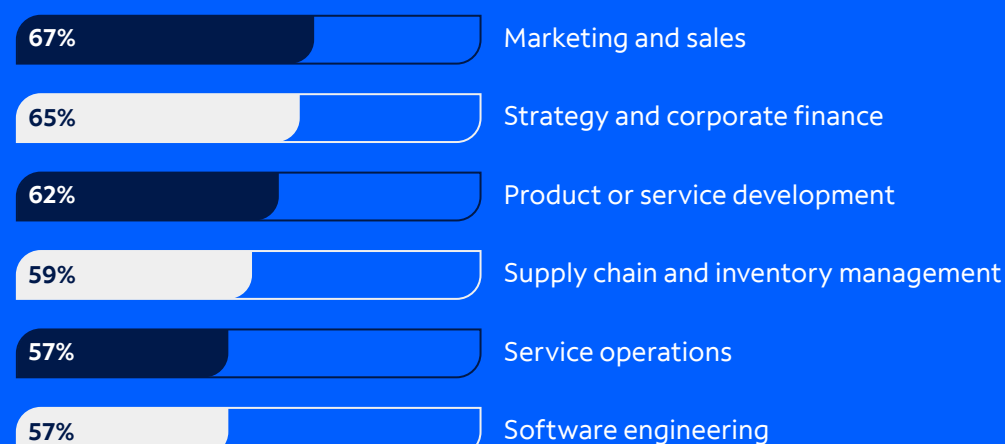 67% Marketing and sales
65% Strategy and corporate finance
62% Product or service development
59% Supply chain and inventory management
57% Service operations
57% Software engineering